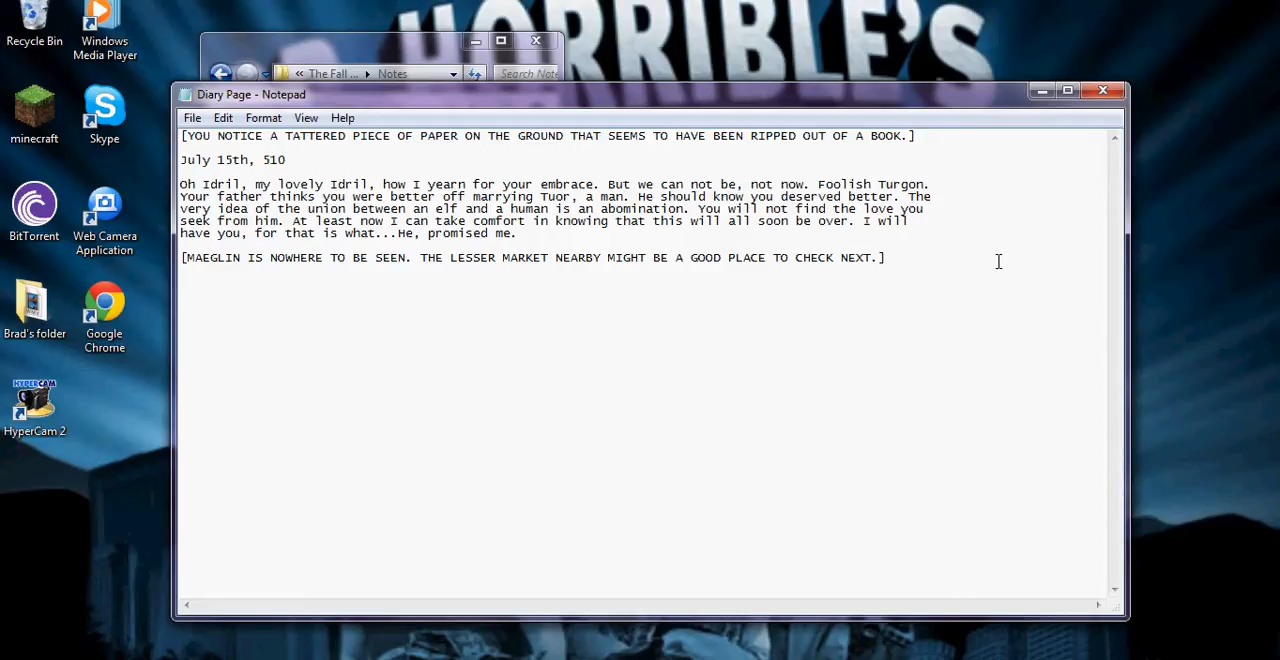 HORRIBLE'S
Recycle Bin
Windows Media Player
minecraft
Skype
BitTorrent
Web Camera Application
Brad's folder
Google Chrome
HYPERCAM
HyperCam 2
« The Fall ... ▸ Notes
Search Note
Diary Page - Notepad
File Edit Format View Help
[YOU NOTICE A TATTERED PIECE OF PAPER ON THE GROUND THAT SEEMS TO HAVE BEEN RIPPED OUT OF A BOOK.]
July 15th, 510
Oh Idril, my lovely Idril, how I yearn for your embrace. But we can not be, not now. Foolish Turgon.
Your father thinks you were better off marrying Tuor, a man. He should know you deserved better. The
very idea of the union between an elf and a human is an abomination. You will not find the love you
seek from him. At least now I can take comfort in knowing that this will all soon be over. I will
have you, for that is what...He, promised me.
[MAEGLIN IS NOWHERE TO BE SEEN. THE LESSER MARKET NEARBY MIGHT BE A GOOD PLACE TO CHECK NEXT.]